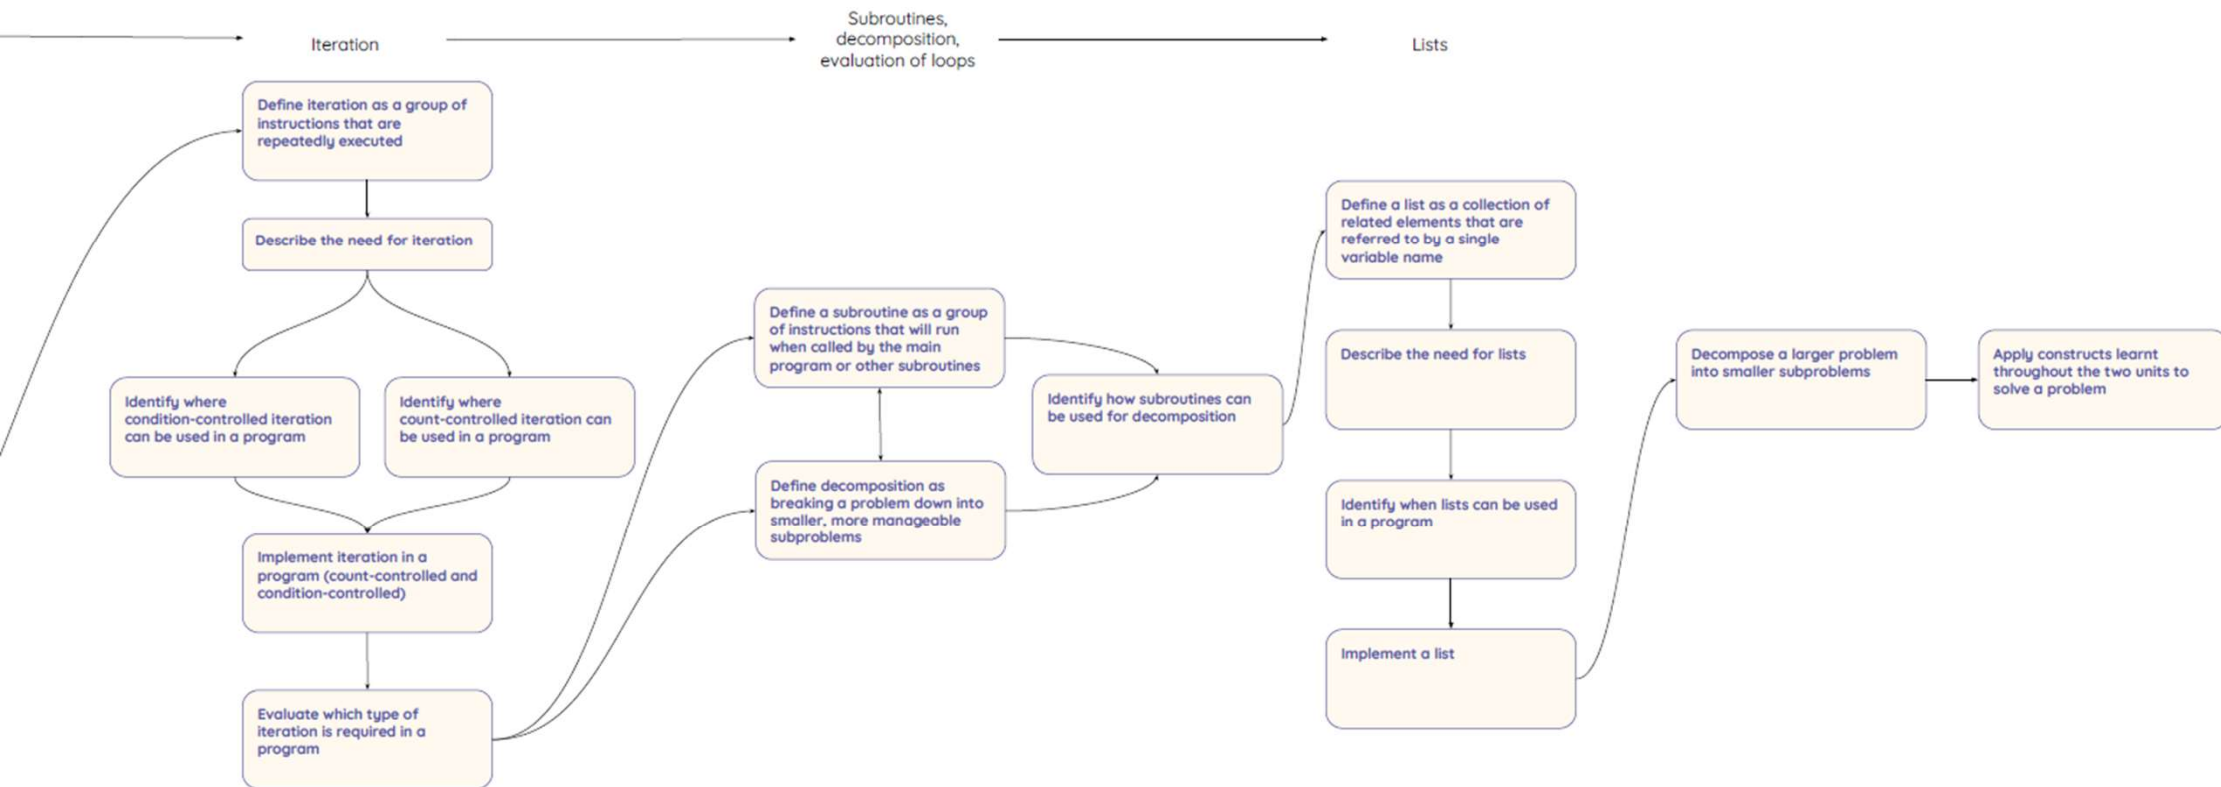 Iteration
Subroutines,
decomposition,
evaluation of loops
Lists
Define iteration as a group of
instructions that are
repeatedly executed
Describe the need for iteration
Identify where
condition-controlled iteration
can be used in a program
Identify where
count-controlled iteration can
be used in a program
Implement iteration in a
program (count-controlled and
condition-controlled)
Evaluate which type of
iteration is required in a
program
Define a subroutine as a group
of instructions that will run
when called by the main
program or other subroutines
Define decomposition as
breaking a problem down into
smaller, more manageable
subproblems
Identify how subroutines can
be used for decomposition
Define a list as a collection of
related elements that are
referred to by a single
variable name
Describe the need for lists
Identify when lists can be used
in a program
Implement a list
Decompose a larger problem
into smaller subproblems
Apply constructs learnt
throughout the two units to
solve a problem